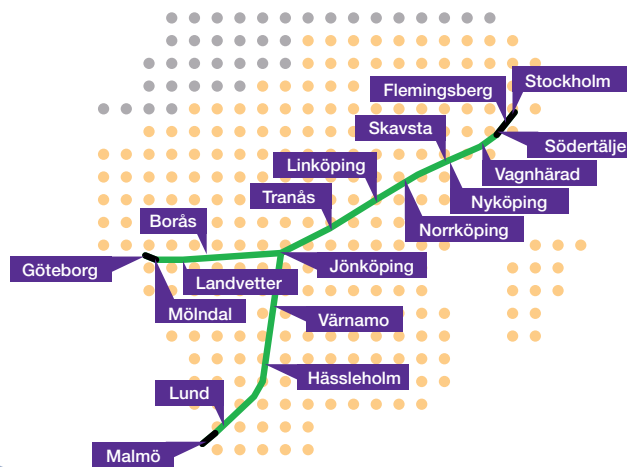 Stockholm
Flemingsberg
Skavsta
Södertälje
Linköping
Vagnhärad
Tranås
Nyköping
Borås
Norrköping
Göteborg
Jönköping
Landvetter
Mölndal
Värnamo
Hässleholm
Lund
Malmö